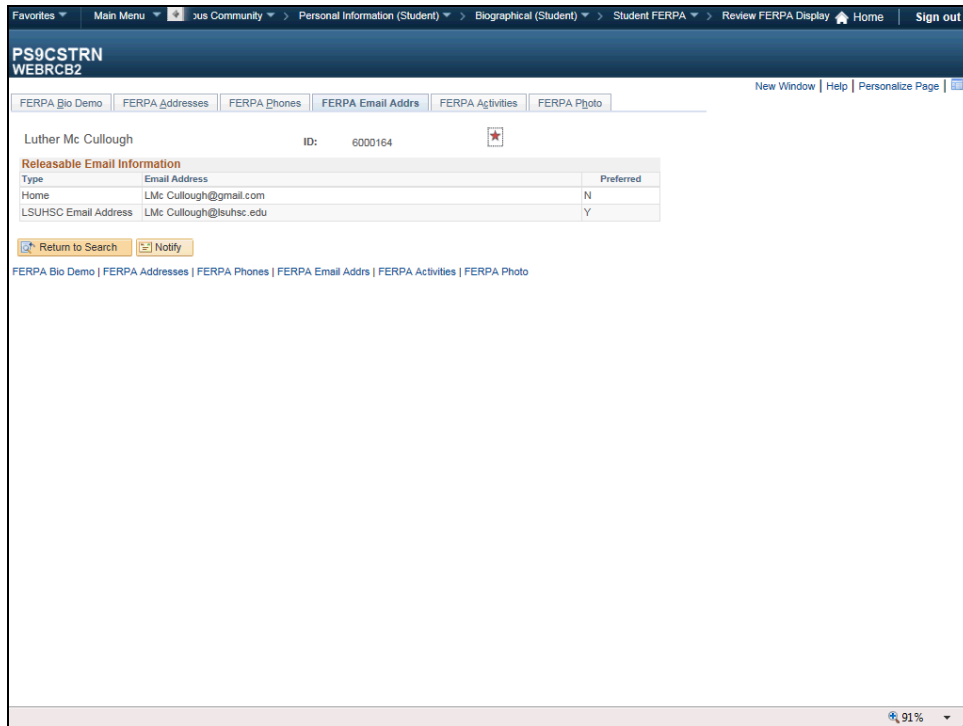 Favorites Main Menu > ous Community > Personal Information (Student) > Biographical (Student) > Student FERPA > Review FERPA Display Home | Sign out
PS9CSTRN
WEBRCB2
New Window | Help | Personalize Page |
FERPA Bio Demo FERPA Addresses FERPA Phones FERPA Email Addrs FERPA Activities FERPA Photo
Luther Mc Cullough ID: 6000164
Releasable Email Information
Type Email Address Preferred
Home LMc Cullough@gmail.com N
LSUHSC Email Address LMc Cullough@lsuhsc.edu Y
Return to Search Notify
FERPA Bio Demo | FERPA Addresses | FERPA Phones | FERPA Email Addrs | FERPA Activities | FERPA Photo
91%